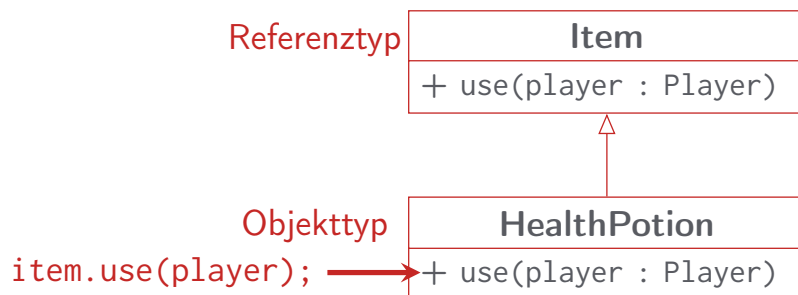 Referenztyp
Item
+ use(player : Player)
Objekttyp
HealthPotion
item.use(player);
+ use(player : Player)